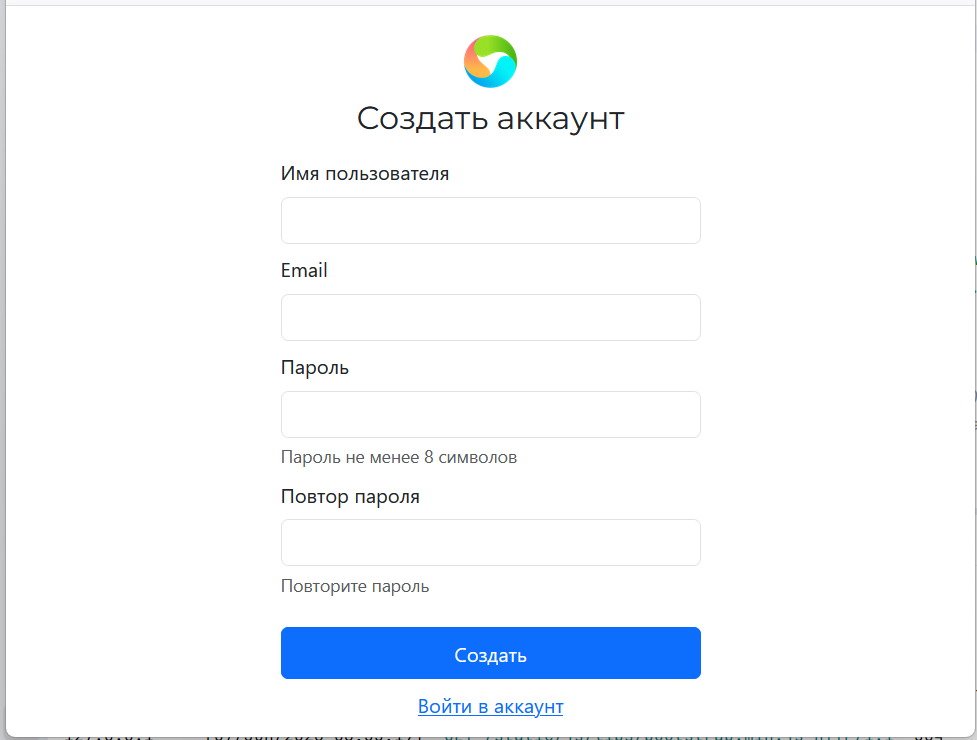 Создать аккаунт
Имя пользователя
Email
Пароль
Пароль не менее 8 символов
Повтор пароля
Повторите пароль
Создать
Войти в аккаунт